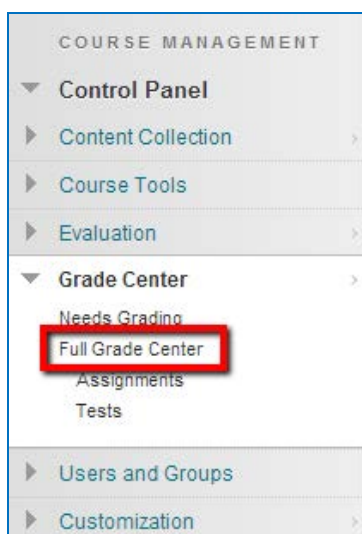 COURSE MANAGEMENT
Control Panel
Content Collection
Course Tools
Evaluation
Grade Center
Needs Grading
Full Grade Center
Assignments
Tests
Users and Groups
Customization